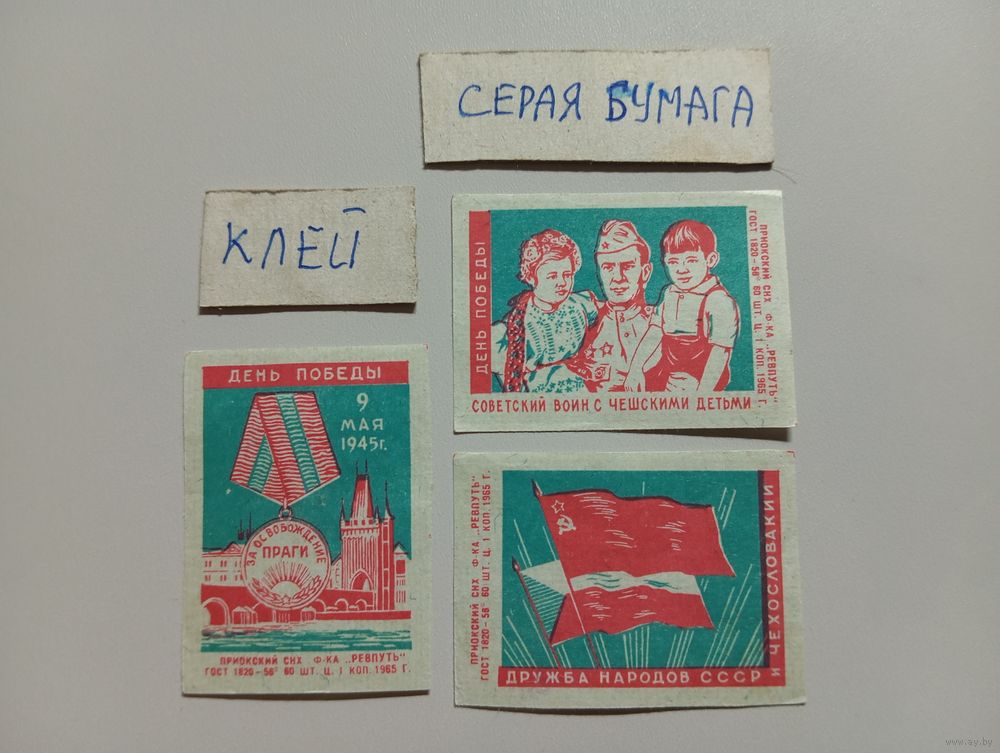 СЕРАЯ БУМАГА
КЛЕЙ
ДЕНЬ ПОБЕДЫ
СОВЕТСКИЙ ВОИН С ЧЕШСКИМИ ДЕТЬМИ
ПРИОКСКИЙ СНХ Ф-КА „РЕВПУТЬ“
ГОСТ 1820-56° 60 ШТ. Ц. 1 КОП. 1965 Г.
ДЕНЬ ПОБЕДЫ
9
МАЯ
1945г.
ЗА ОСВОБОЖДЕНИЕ
ПРАГИ
ПРИОКСКИЙ СНХ Ф-КА „РЕВПУТЬ“
ГОСТ 1820-56° 60 ШТ. Ц. 1 КОП. 1965 Г.
ПРИОКСКИЙ СНХ Ф-КА „РЕВПУТЬ“
ГОСТ 1820-56° 60 ШТ. Ц. 1 КОП. 1965 Г.
ДРУЖБА НАРОДОВ СССР
И ЧЕХОСЛОВАКИИ
www.ay.by